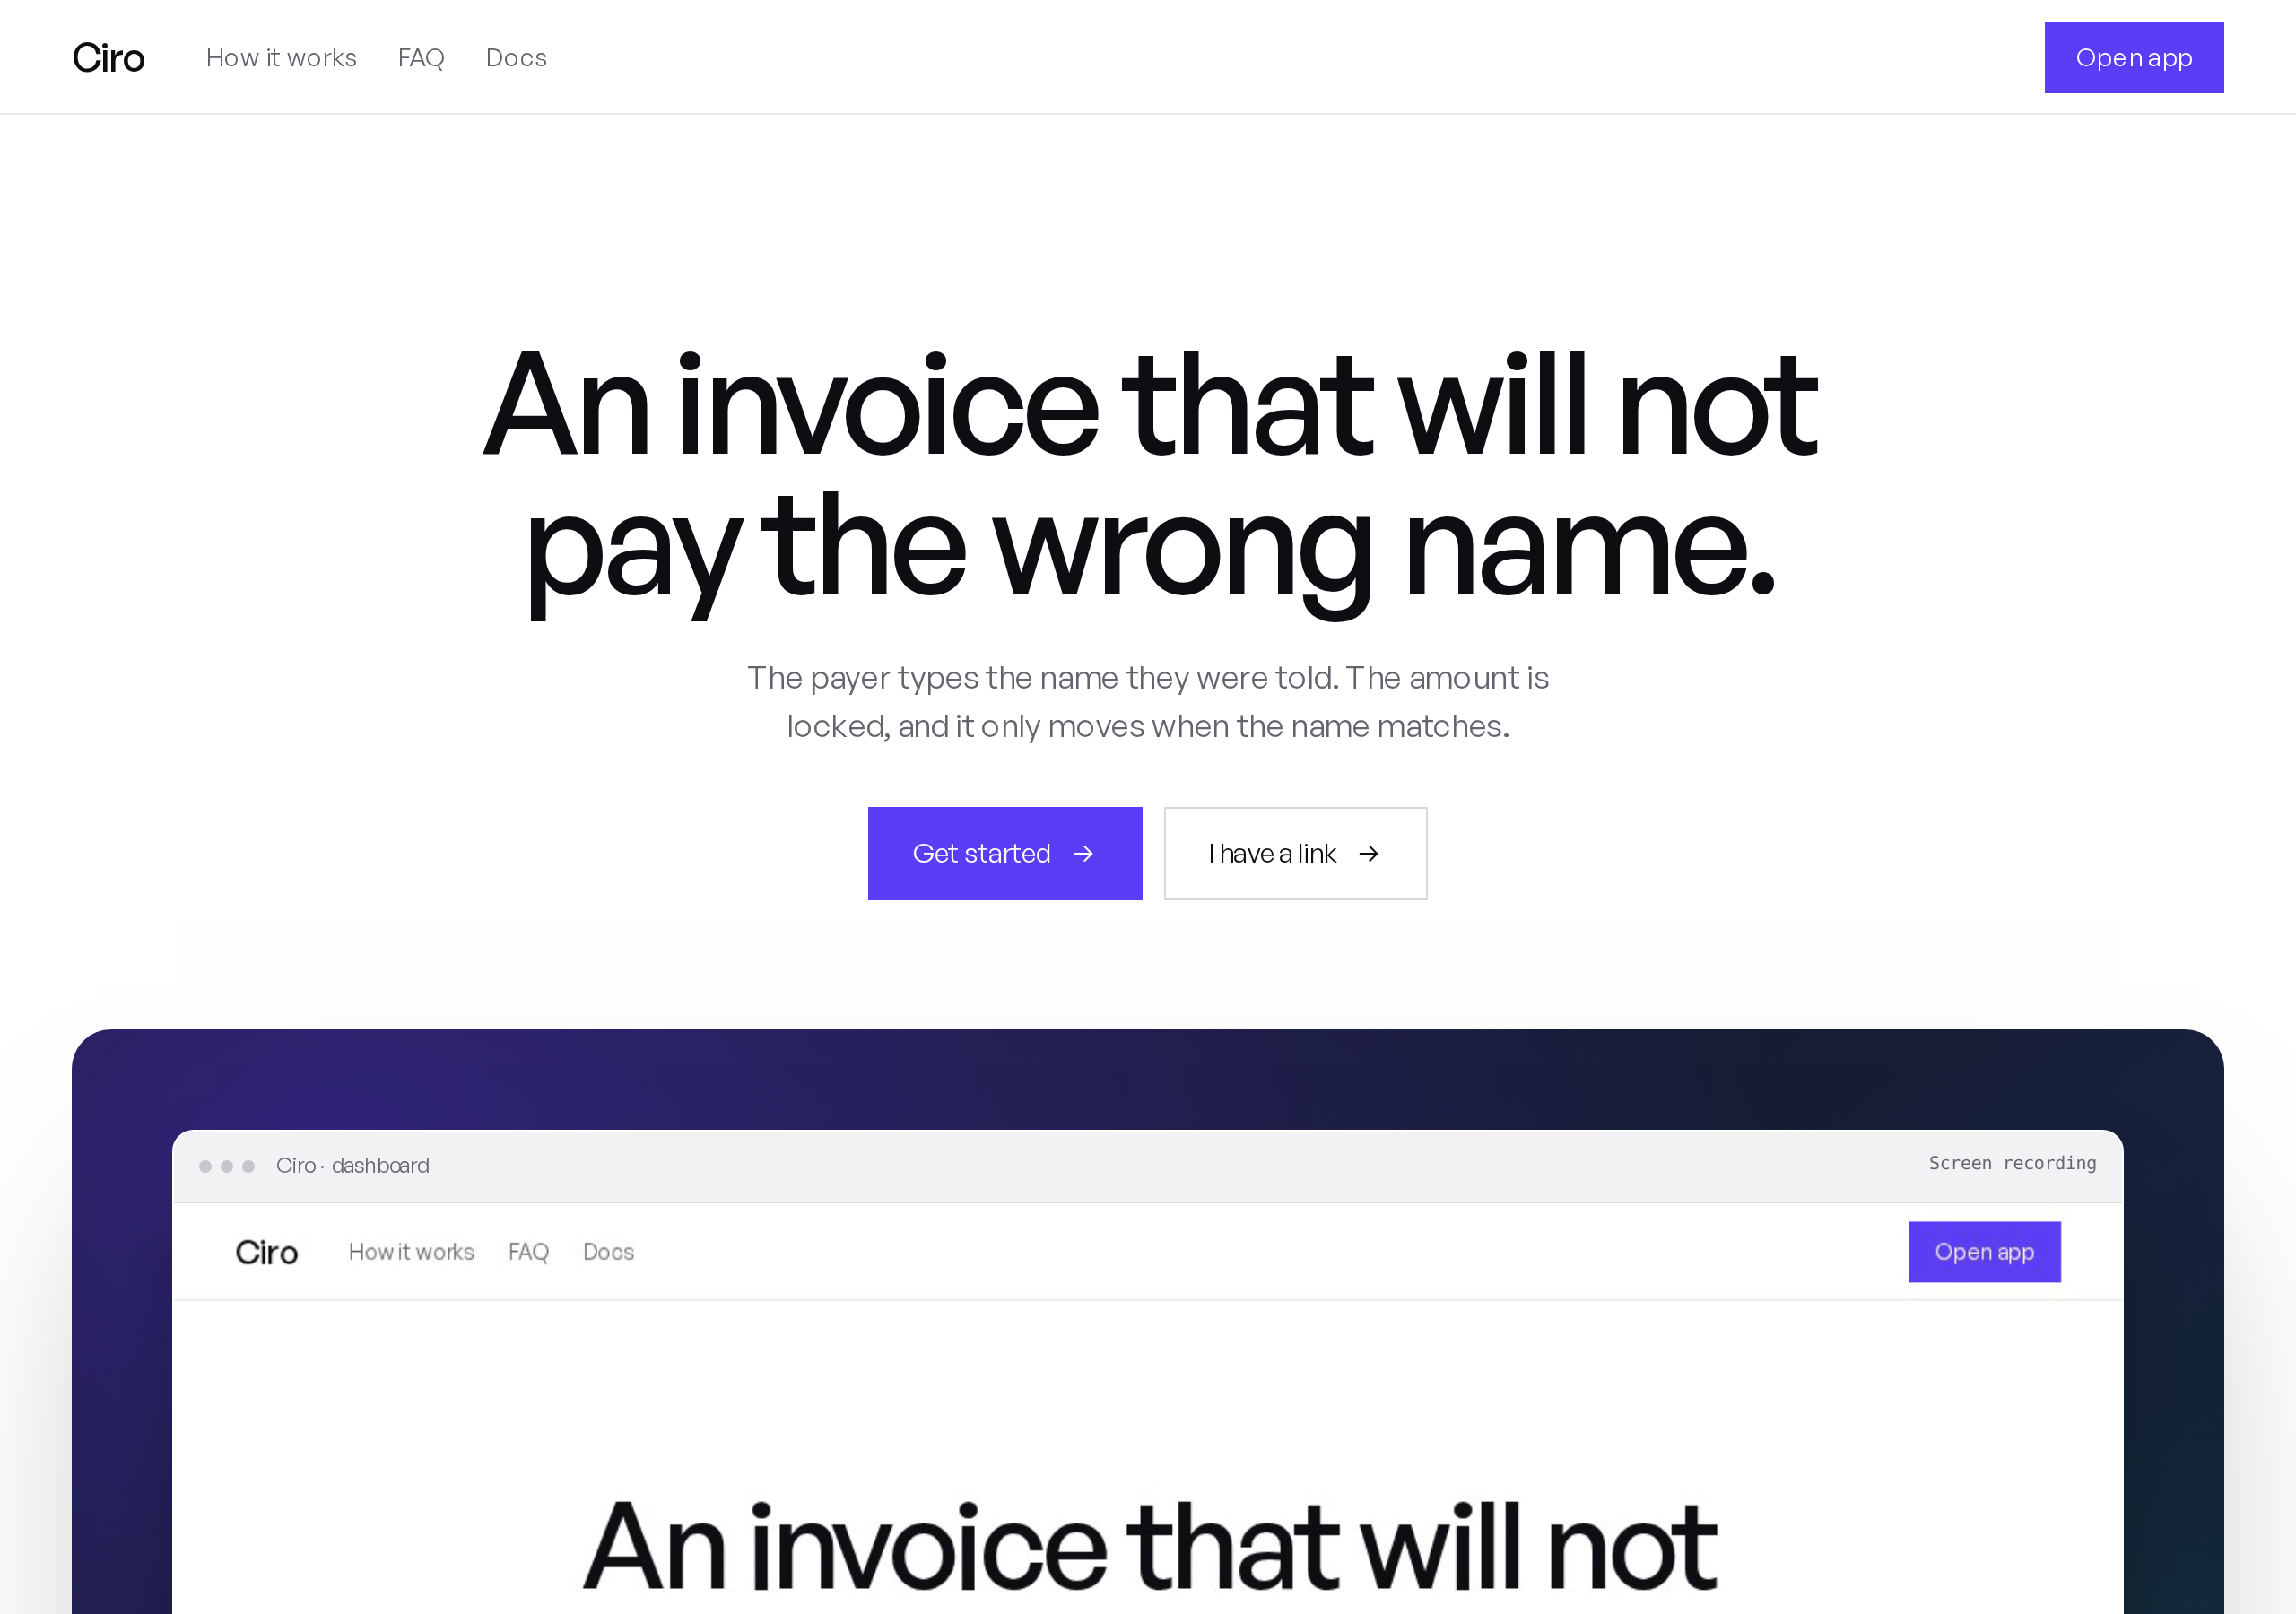 Ciro How it works FAQ Docs Open app
An invoice that will not
pay the wrong name.
The payer types the name they were told. The amount is
locked, and it only moves when the name matches.
Get started → I have a link →
Ciro · dashboard Screen recording
Ciro How it works FAQ Docs Open app
An invoice that will not